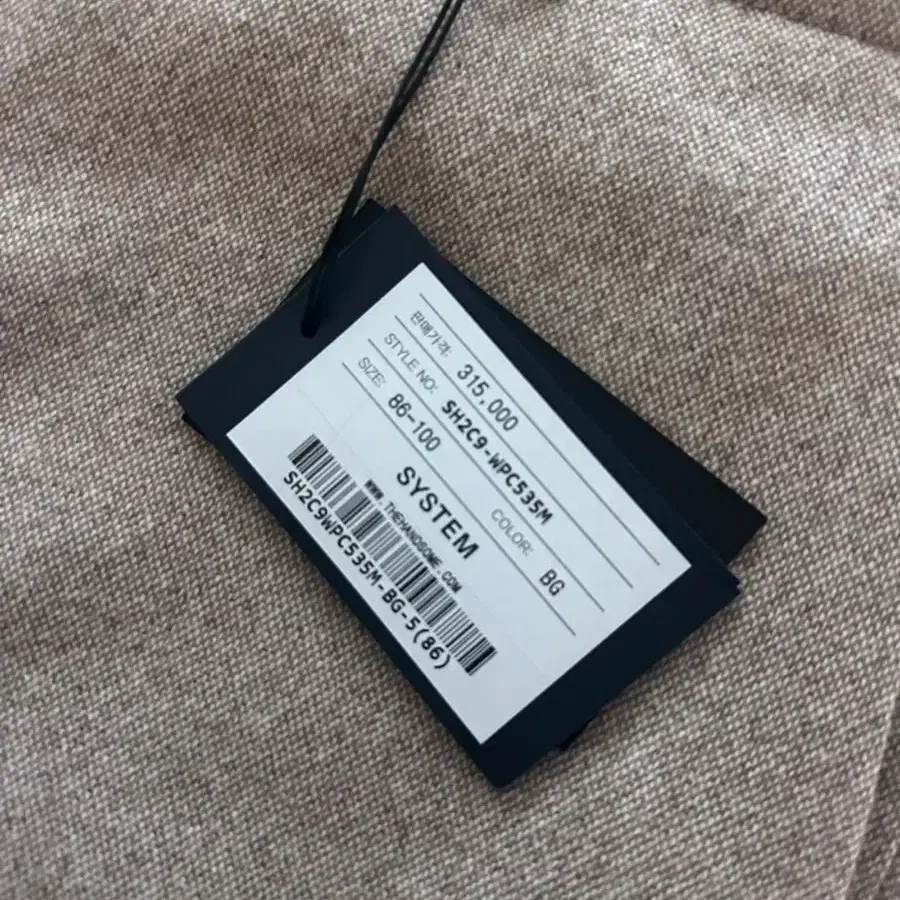 판매가격: 315,000
STYLE NO: SH2C9-WPC535M
SIZE: 86-100 COLOR: BG
SYSTEM
WWW.THEHANDSOME.COM
SH2C9WPC535M-BG-5(86)